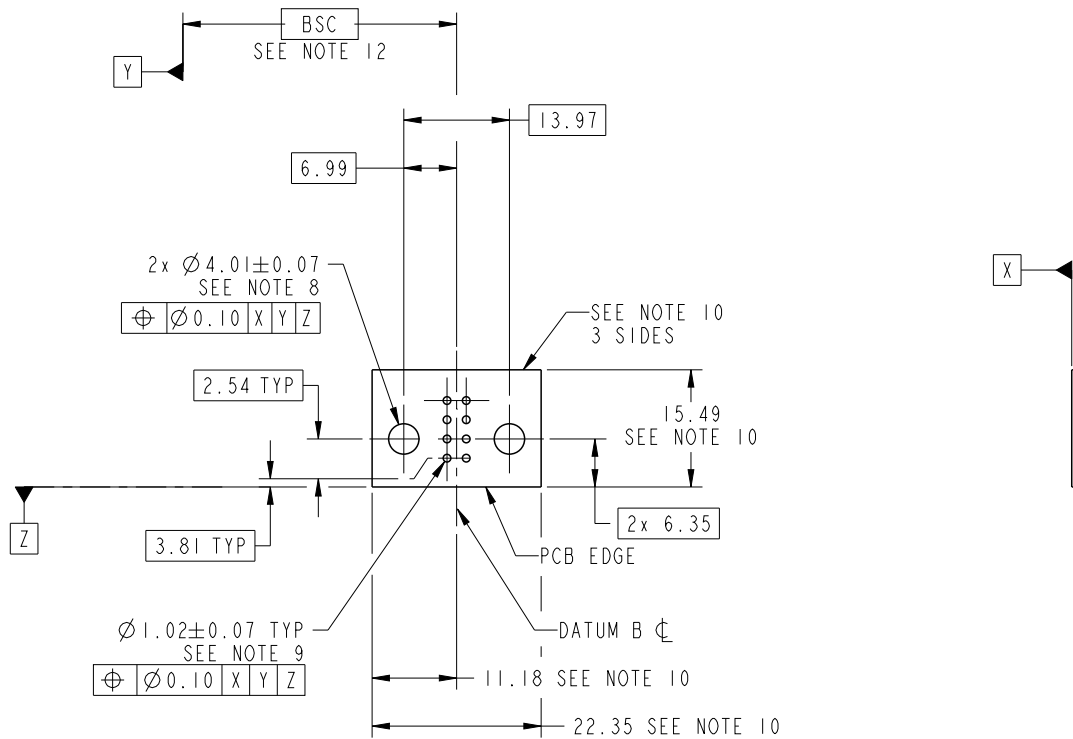 BSC
SEE NOTE 12
Y
13.97
6.99
2x Ø4.01±0.07
SEE NOTE 8
⌖ Ø0.10 X Y Z
X
SEE NOTE 10
3 SIDES
2.54 TYP
15.49
SEE NOTE 10
Z
3.81 TYP
2x 6.35
PCB EDGE
Ø1.02±0.07 TYP
SEE NOTE 9
⌖ Ø0.10 X Y Z
DATUM B ℄
11.18 SEE NOTE 10
22.35 SEE NOTE 10